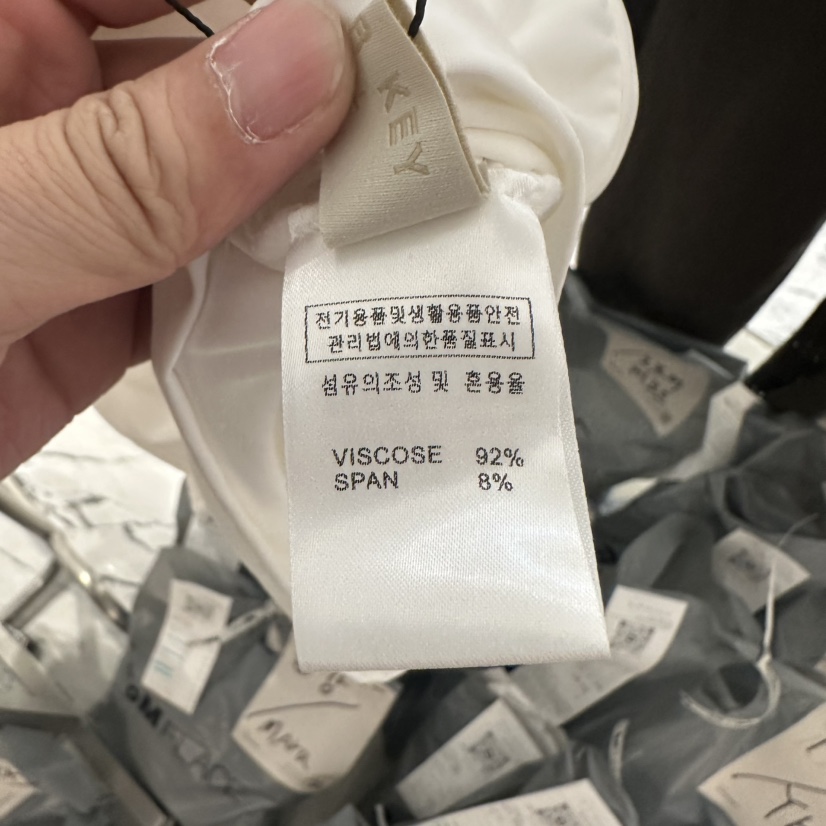 KEY
전기용품및생활용품안전
관리법에의한품질표시
섬유의조성 및 혼용율
VISCOSE 92%
SPAN 8%